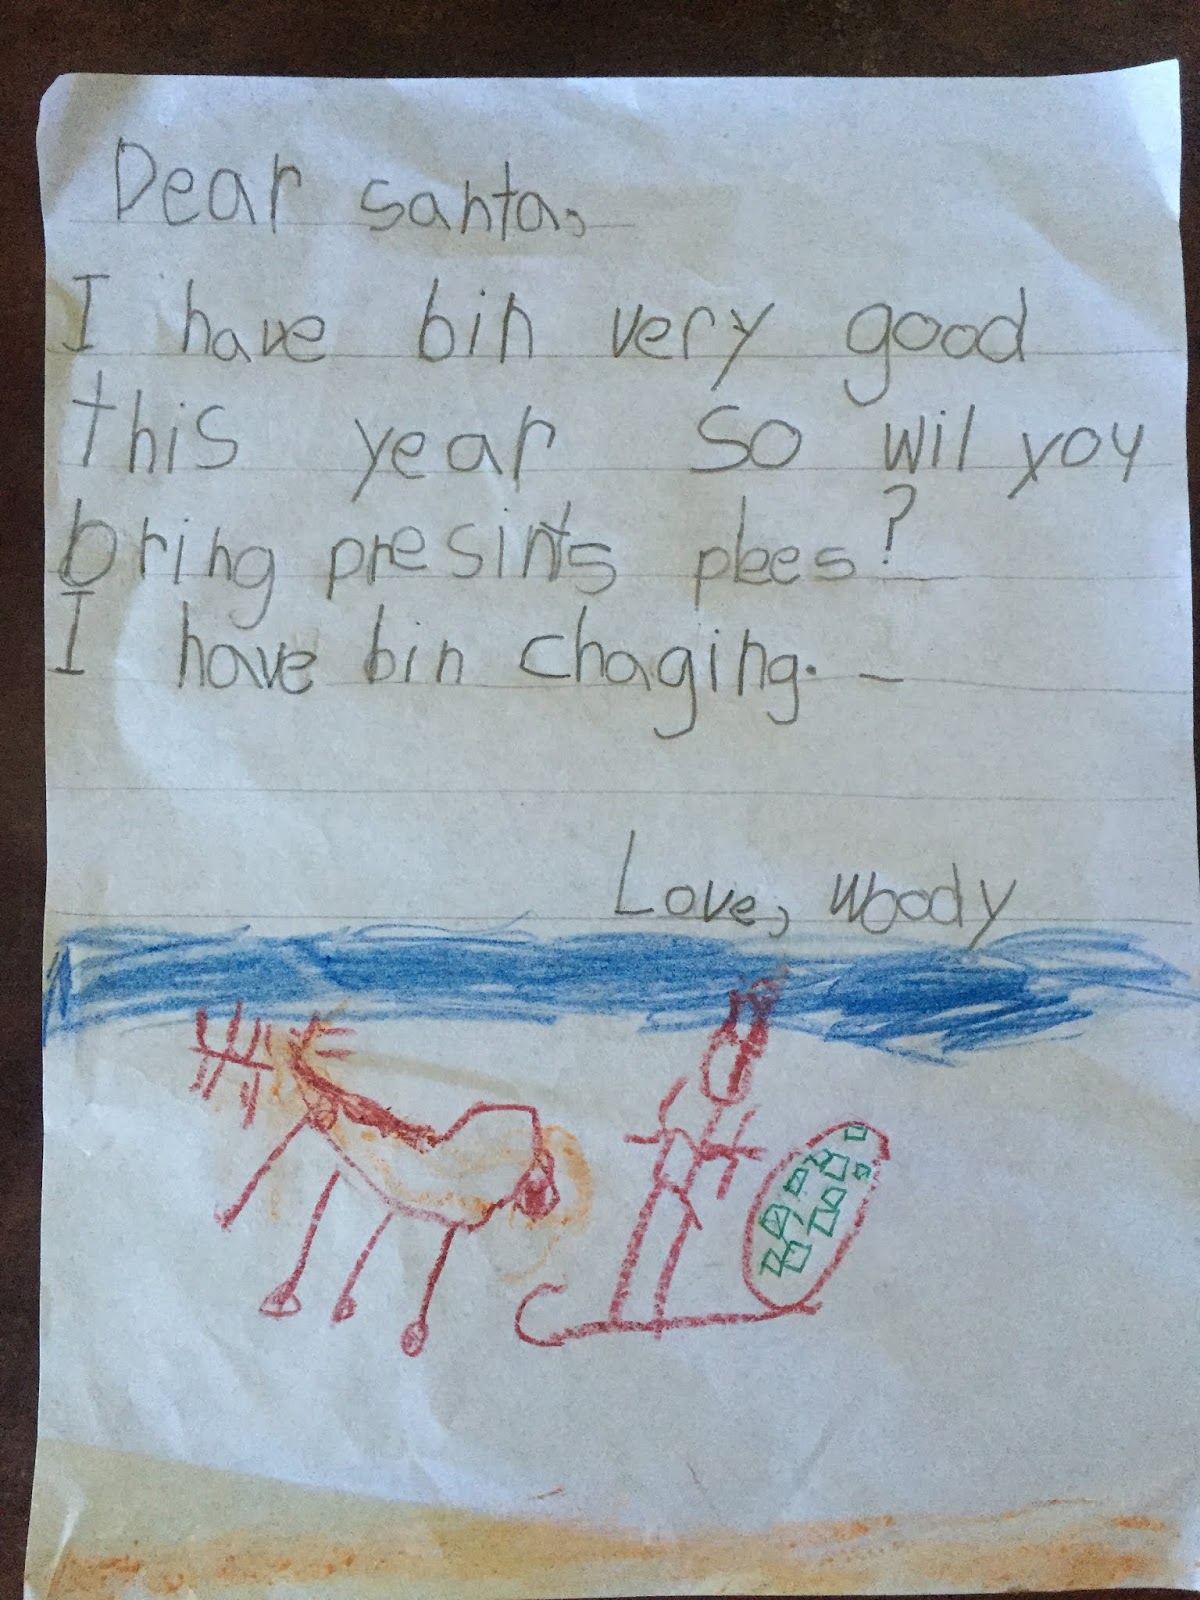 Dear santa,
I have bin very good
this year so wil yoy
bring presints plees?
I have bin chaging.
Love, Woody